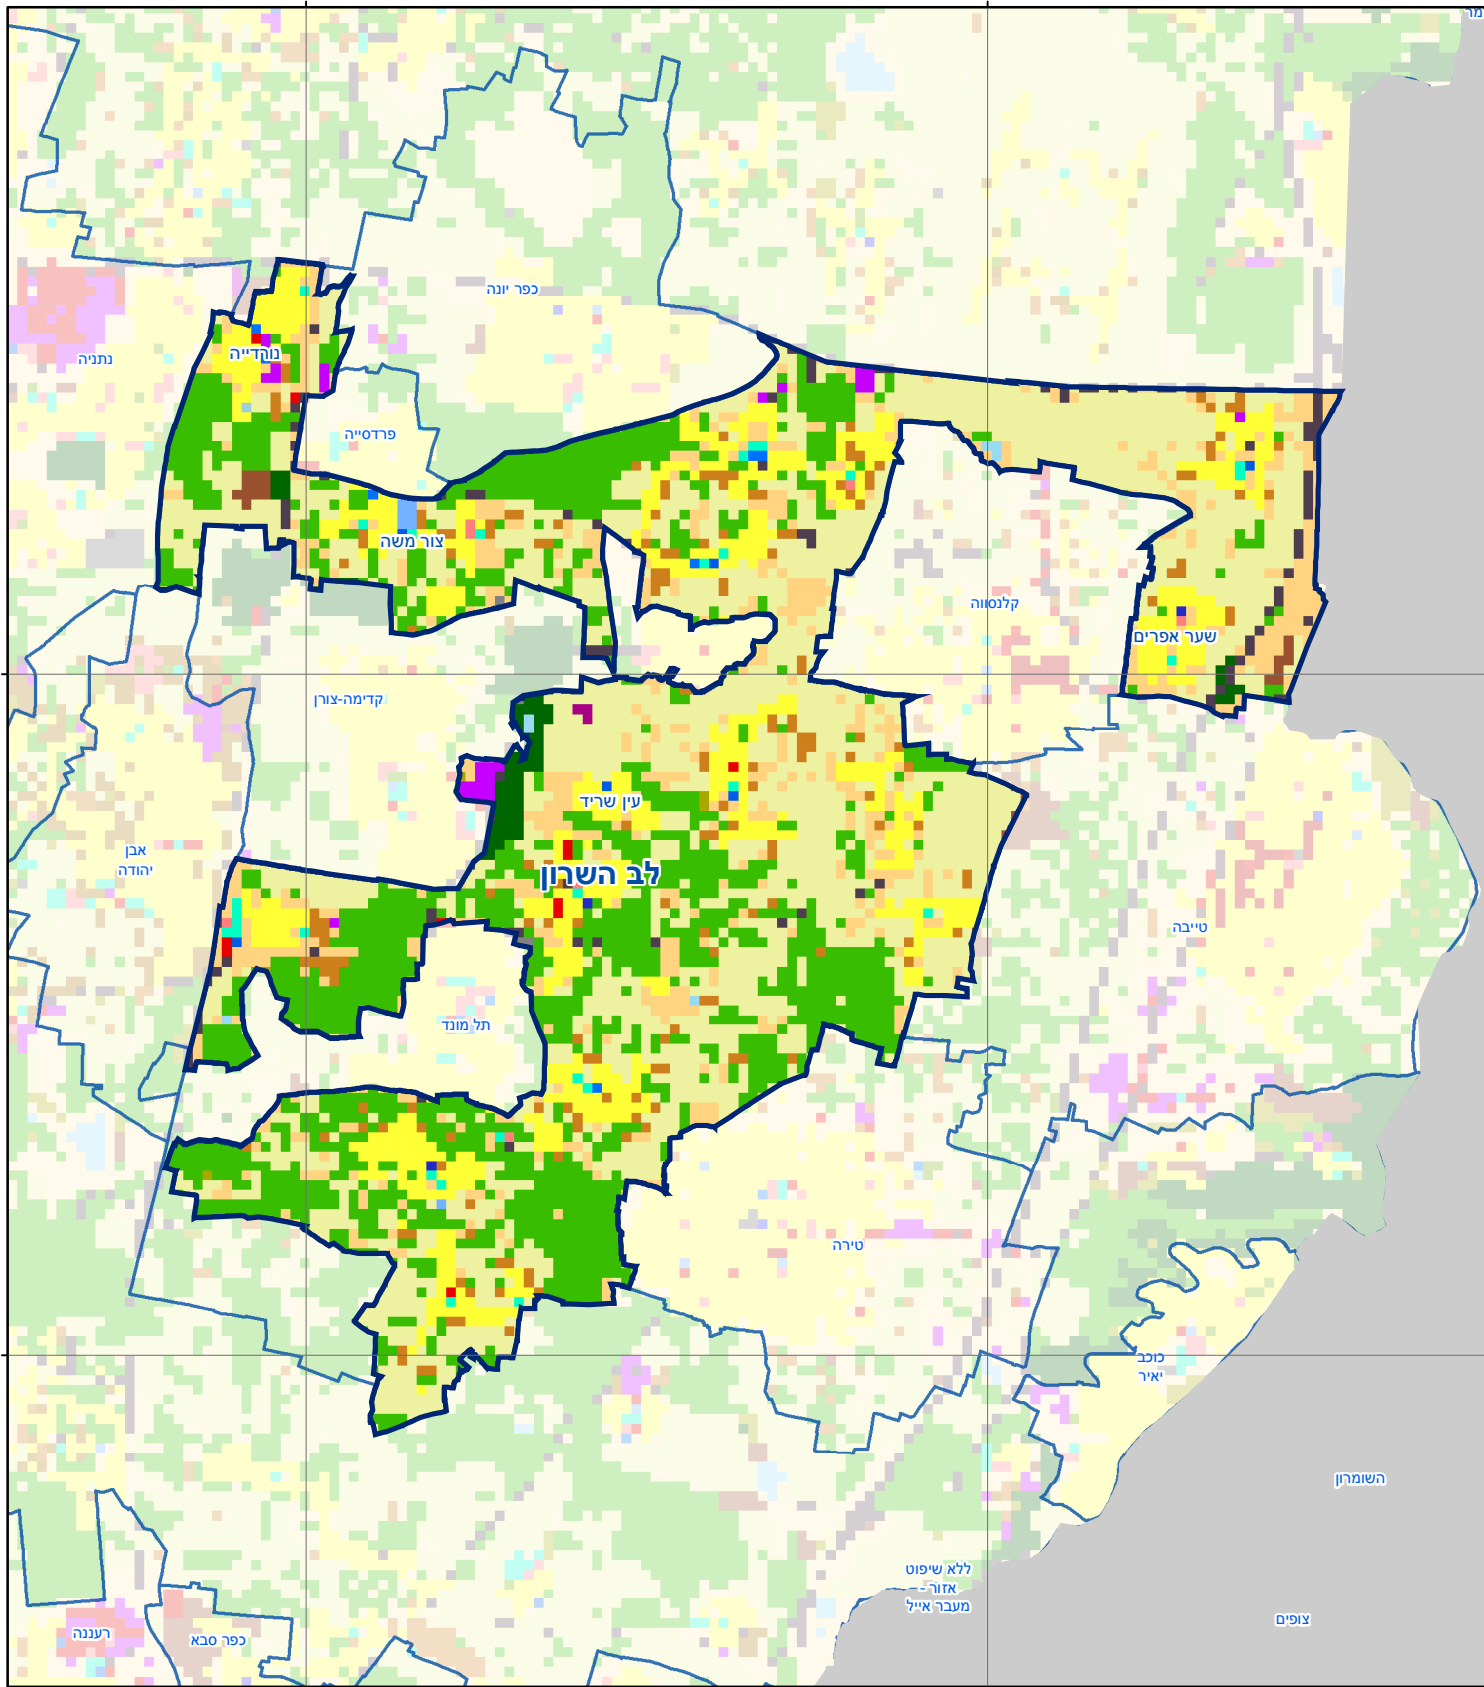 כפר יונה
נתניה
נורדייה
פרדסייה
צור משה
קלנסווה
שער אפרים
קדימה-צורן
עין שריד
אבן
יהודה
לב השרון
טייבה
תל מונד
טירה
כוכב
יאיר
השומרון
ללא שיפוט
אזור -
מעבר אייל
צופים
רעננה
כפר סבא